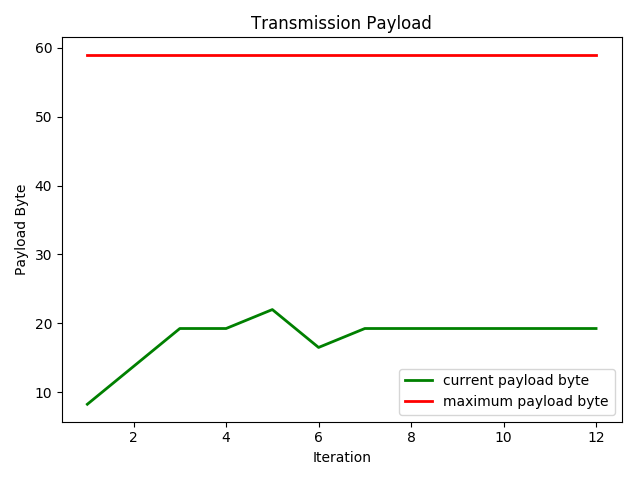 Transmission Payload
60
50
40
30
20
10
Payload Byte
2 4 6 8 10 12
Iteration
current payload byte
maximum payload byte